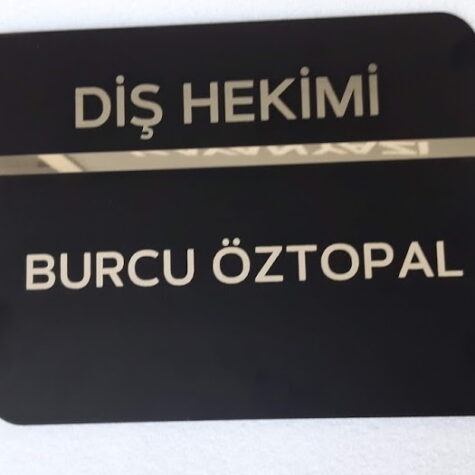 DİŞ HEKİMİ
BURCU ÖZTOPAL